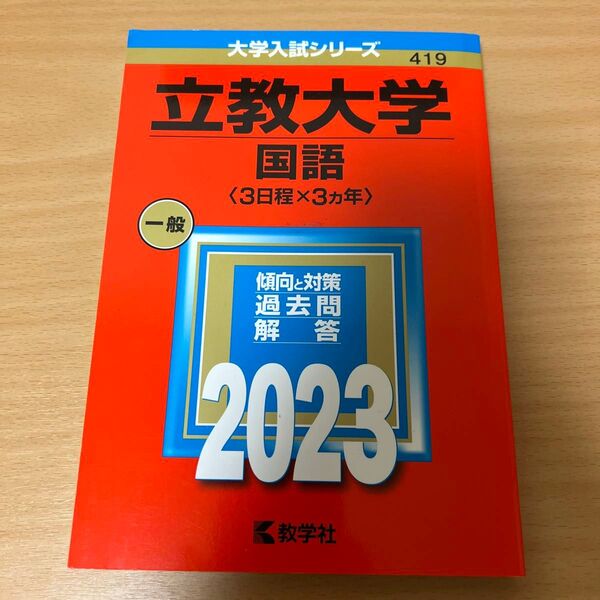 大学入試シリーズ
419
立教大学
国語
〈3日程×3ヵ年〉
一般
傾向と対策
過去問
解答
2023
教学社